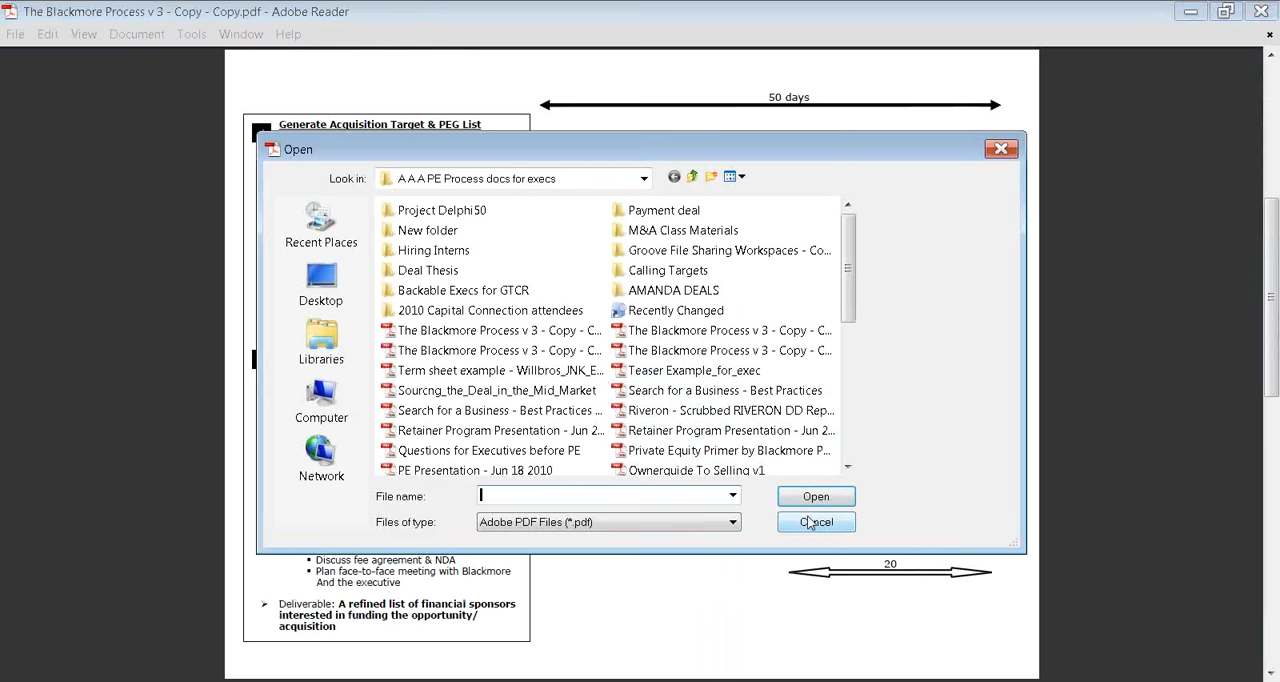 The Blackmore Process v 3 - Copy - Copy.pdf - Adobe Reader
File Edit View Document Tools Window Help
50 days
Generate Acquisition Target & PEG List
Open
Look in: A A A PE Process docs for execs
Recent Places
Desktop
Libraries
Computer
Network
Project Delphi50
New folder
Hiring Interns
Deal Thesis
Backable Execs for GTCR
2010 Capital Connection attendees
The Blackmore Process v 3 - Copy - C...
The Blackmore Process v 3 - Copy - C...
Term sheet example - Willbros_JNK_E...
Sourcng_the_Deal_in_the_Mid_Market
Search for a Business - Best Practices ...
Retainer Program Presentation - Jun 2...
Questions for Executives before PE
PE Presentation - Jun 18 2010
Payment deal
M&A Class Materials
Groove File Sharing Workspaces - Co...
Calling Targets
AMANDA DEALS
Recently Changed
The Blackmore Process v 3 - Copy - C...
The Blackmore Process v 3 - Copy - C...
Teaser Example_for_exec
Search for a Business - Best Practices
Riveron - Scrubbed RIVERON DD Rep...
Retainer Program Presentation - Jun 2...
Private Equity Primer by Blackmore P...
Ownerguide To Selling v1
File name:
Open
Files of type: Adobe PDF Files (*.pdf)
Cancel
Discuss fee agreement & NDA
Plan face-to-face meeting with Blackmore
And the executive
20
Deliverable: A refined list of financial sponsors
interested in funding the opportunity/
acquisition